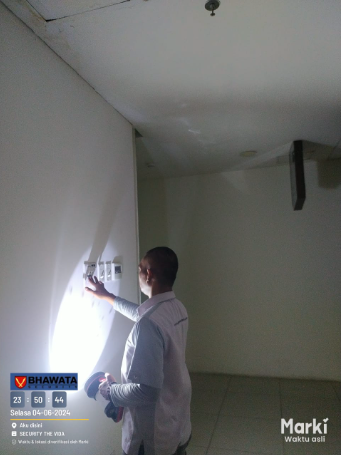 BHAWATA
23 : 50 : 44
Selasa 04-06-2024
Aku disini
SECURITY THE VIDA
Marki
Waktu asli